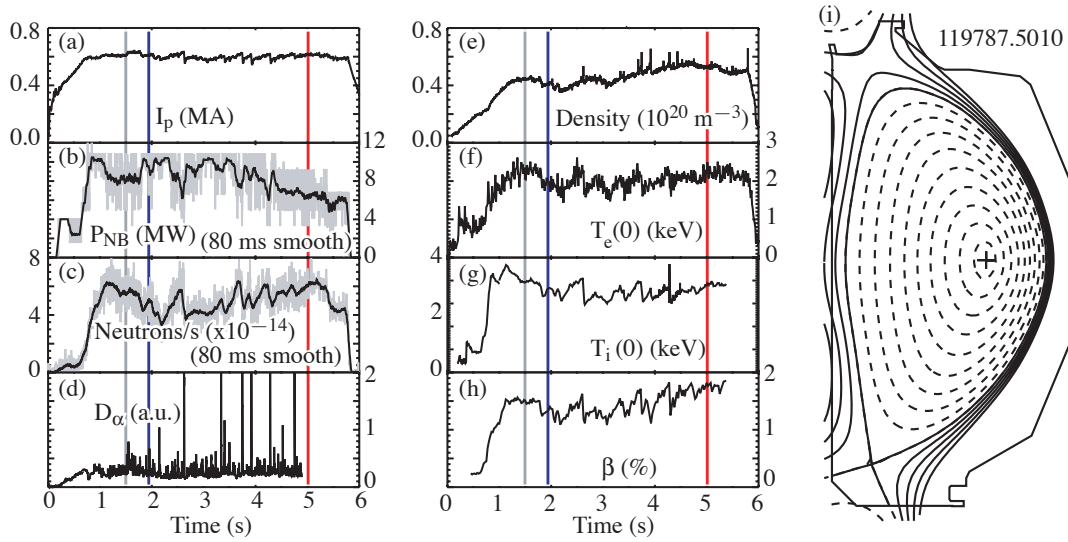 (a)
0.8
0.4
0.0
I_p (MA)
(b)
12
8
4
0
P_NB (MW)
(80 ms smooth)
(c)
8
4
0
Neutrons/s (x10^−14)
(80 ms smooth)
(d)
2
1
0
D_α (a.u.)
0 1 2 3 4 5 6
Time (s)
(e)
0.8
0.4
0.0
Density (10^20 m^−3)
(f)
3
2
1
0
T_e(0) (keV)
(g)
4
2
0
T_i(0) (keV)
(h)
2
1
0
β (%)
0 1 2 3 4 5 6
Time (s)
(i)
119787.5010